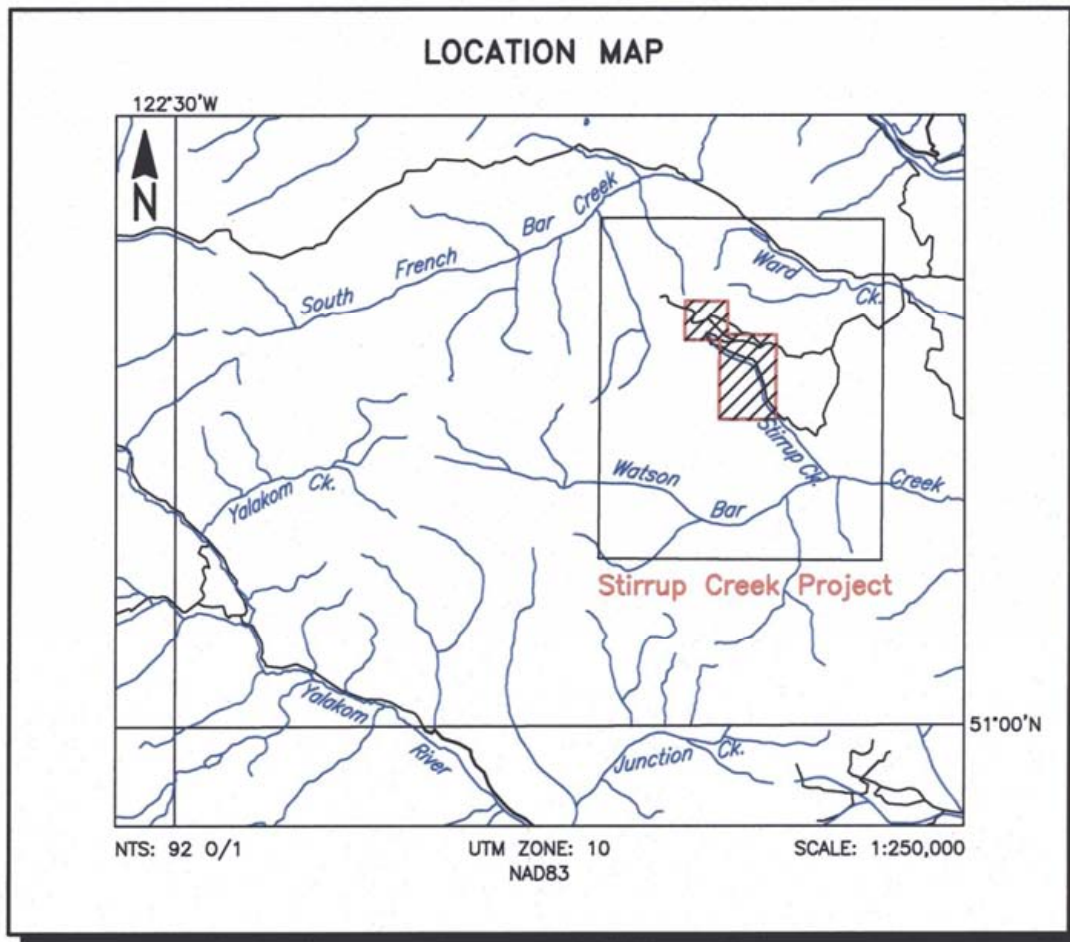 LOCATION MAP
122°30'W
N
South French Bar Creek
Ward Ck.
Stirrup Ck.
Watson Bar Creek
Yalakom Ck.
Stirrup Creek Project
Yalakom River
51°00'N
Junction Ck.
NTS: 92 O/1
UTM ZONE: 10
SCALE: 1:250,000
NAD83